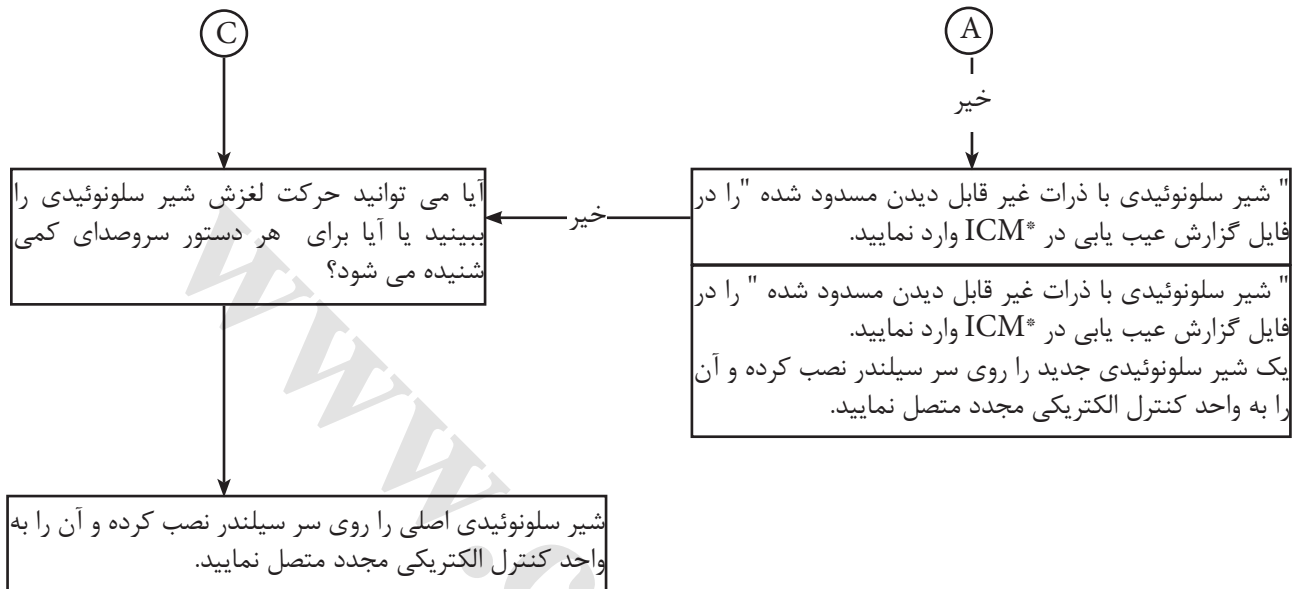 A
خیر
" شیر سلونوئیدی با ذرات غیر قابل دیدن مسدود شده "را در
فایل گزارش عیب یابی در *ICM وارد نمایید.
" شیر سلونوئیدی با ذرات غیر قابل دیدن مسدود شده " را در
فایل گزارش عیب یابی در *ICM وارد نمایید.
یک شیر سلونوئیدی جدید را روی سر سیلندر نصب کرده و آن
را به واحد کنترل الکتریکی مجدد متصل نمایید.
خیر
C
آیا می توانید حرکت لغزش شیر سلونوئیدی را
ببینید یا آیا برای هر دستور سروصدای کمی
شنیده می شود؟
شیر سلونوئیدی اصلی را روی سر سیلندر نصب کرده و آن را به
واحد کنترل الکتریکی مجدد متصل نمایید.
www.